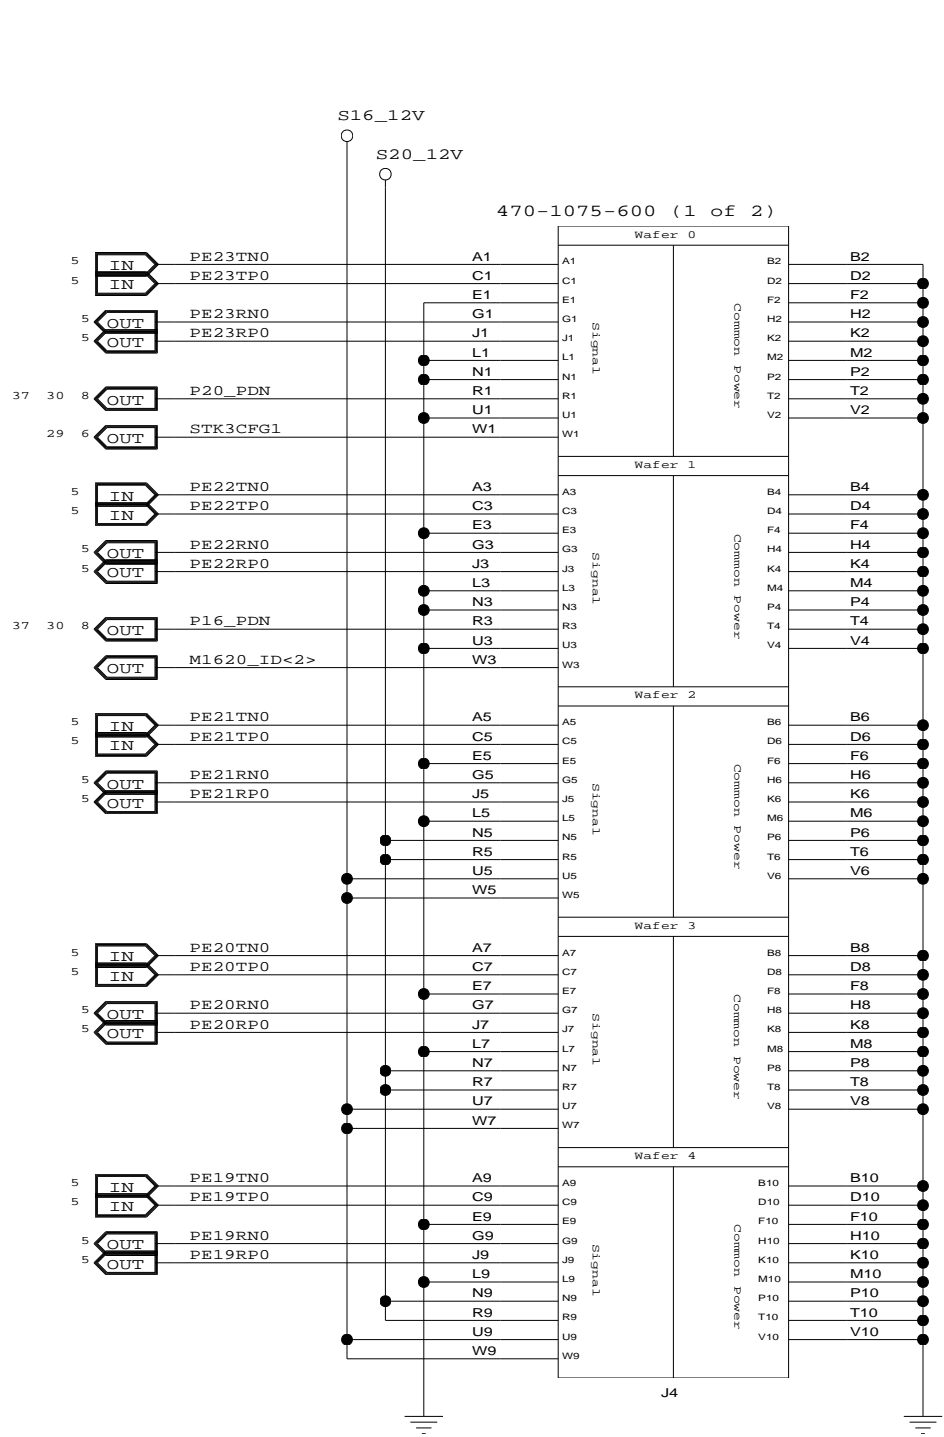 S16_12V
S20_12V
470-1075-600 (1 of 2)
Wafer 0
5 IN PE23TN0 A1 A1 B2 B2
5 IN PE23TP0 C1 C1 D2 D2
E1 E1 F2 F2
5 OUT PE23RN0 G1 G1 H2 H2
5 OUT PE23RP0 J1 J1 K2 K2
L1 L1 M2 M2
N1 N1 P2 P2
37 30 8 OUT P20_PDN R1 R1 T2 T2
U1 U1 V2 V2
29 6 OUT STK3CFG1 W1 W1
Signal
Common Power
Wafer 1
5 IN PE22TN0 A3 A3 B4 B4
5 IN PE22TP0 C3 C3 D4 D4
E3 E3 F4 F4
5 OUT PE22RN0 G3 G3 H4 H4
5 OUT PE22RP0 J3 J3 K4 K4
L3 L3 M4 M4
N3 N3 P4 P4
37 30 8 OUT P16_PDN R3 R3 T4 T4
U3 U3 V4 V4
OUT M1620_ID<2> W3 W3
Signal
Common Power
Wafer 2
5 IN PE21TN0 A5 A5 B6 B6
5 IN PE21TP0 C5 C5 D6 D6
E5 E5 F6 F6
5 OUT PE21RN0 G5 G5 H6 H6
5 OUT PE21RP0 J5 J5 K6 K6
L5 L5 M6 M6
N5 N5 P6 P6
R5 R5 T6 T6
U5 U5 V6 V6
W5 W5
Signal
Common Power
Wafer 3
5 IN PE20TN0 A7 A7 B8 B8
5 IN PE20TP0 C7 C7 D8 D8
E7 E7 F8 F8
5 OUT PE20RN0 G7 G7 H8 H8
5 OUT PE20RP0 J7 J7 K8 K8
L7 L7 M8 M8
N7 N7 P8 P8
R7 R7 T8 T8
U7 U7 V8 V8
W7 W7
Signal
Common Power
Wafer 4
5 IN PE19TN0 A9 A9 B10 B10
5 IN PE19TP0 C9 C9 D10 D10
E9 E9 F10 F10
5 OUT PE19RN0 G9 G9 H10 H10
5 OUT PE19RP0 J9 J9 K10 K10
L9 L9 M10 M10
N9 N9 P10 P10
R9 R9 T10 T10
U9 U9 V10 V10
W9 W9
Signal
Common Power
J4